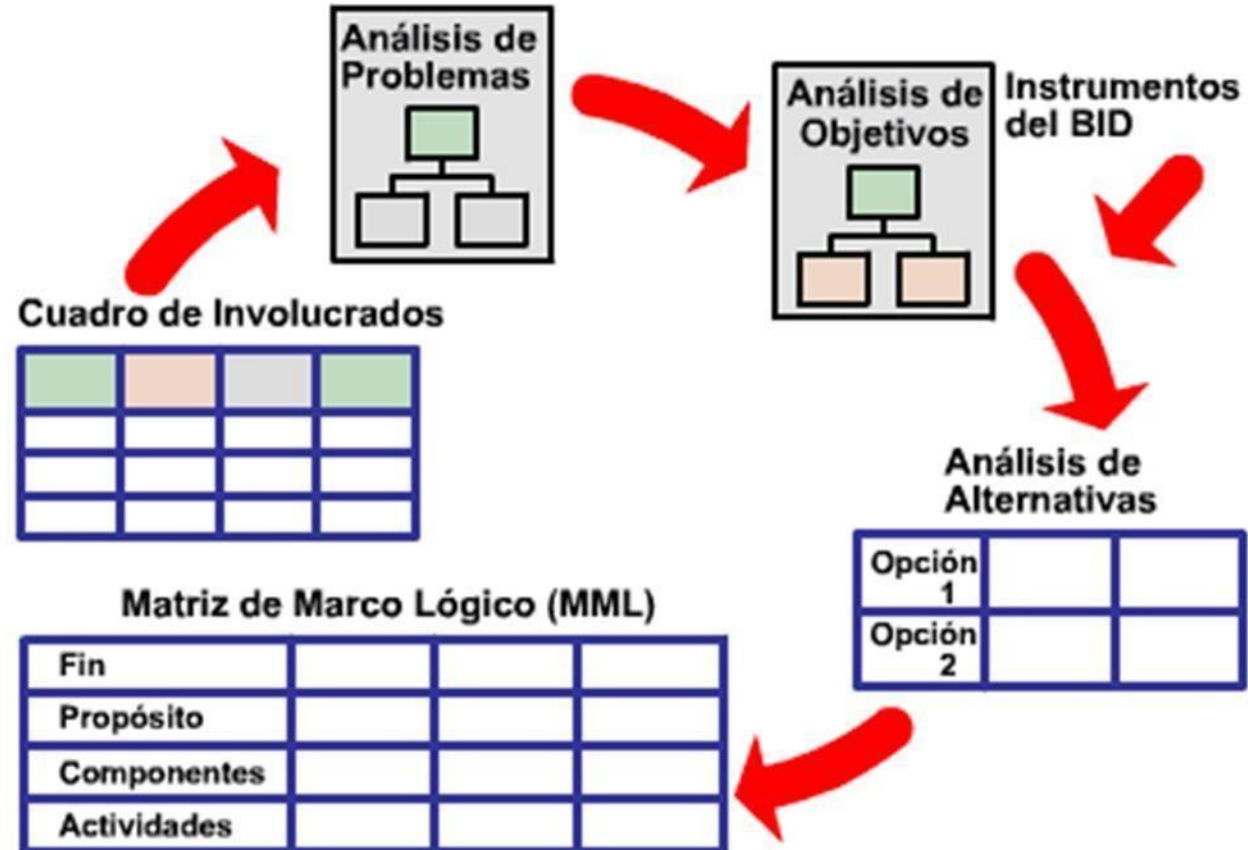 Análisis de
Problemas
Análisis de
Objetivos
Instrumentos
del BID
Cuadro de Involucrados
Análisis de
Alternativas
Opción
1
Opción
2
Matriz de Marco Lógico (MML)
Fin
Propósito
Componentes
Actividades